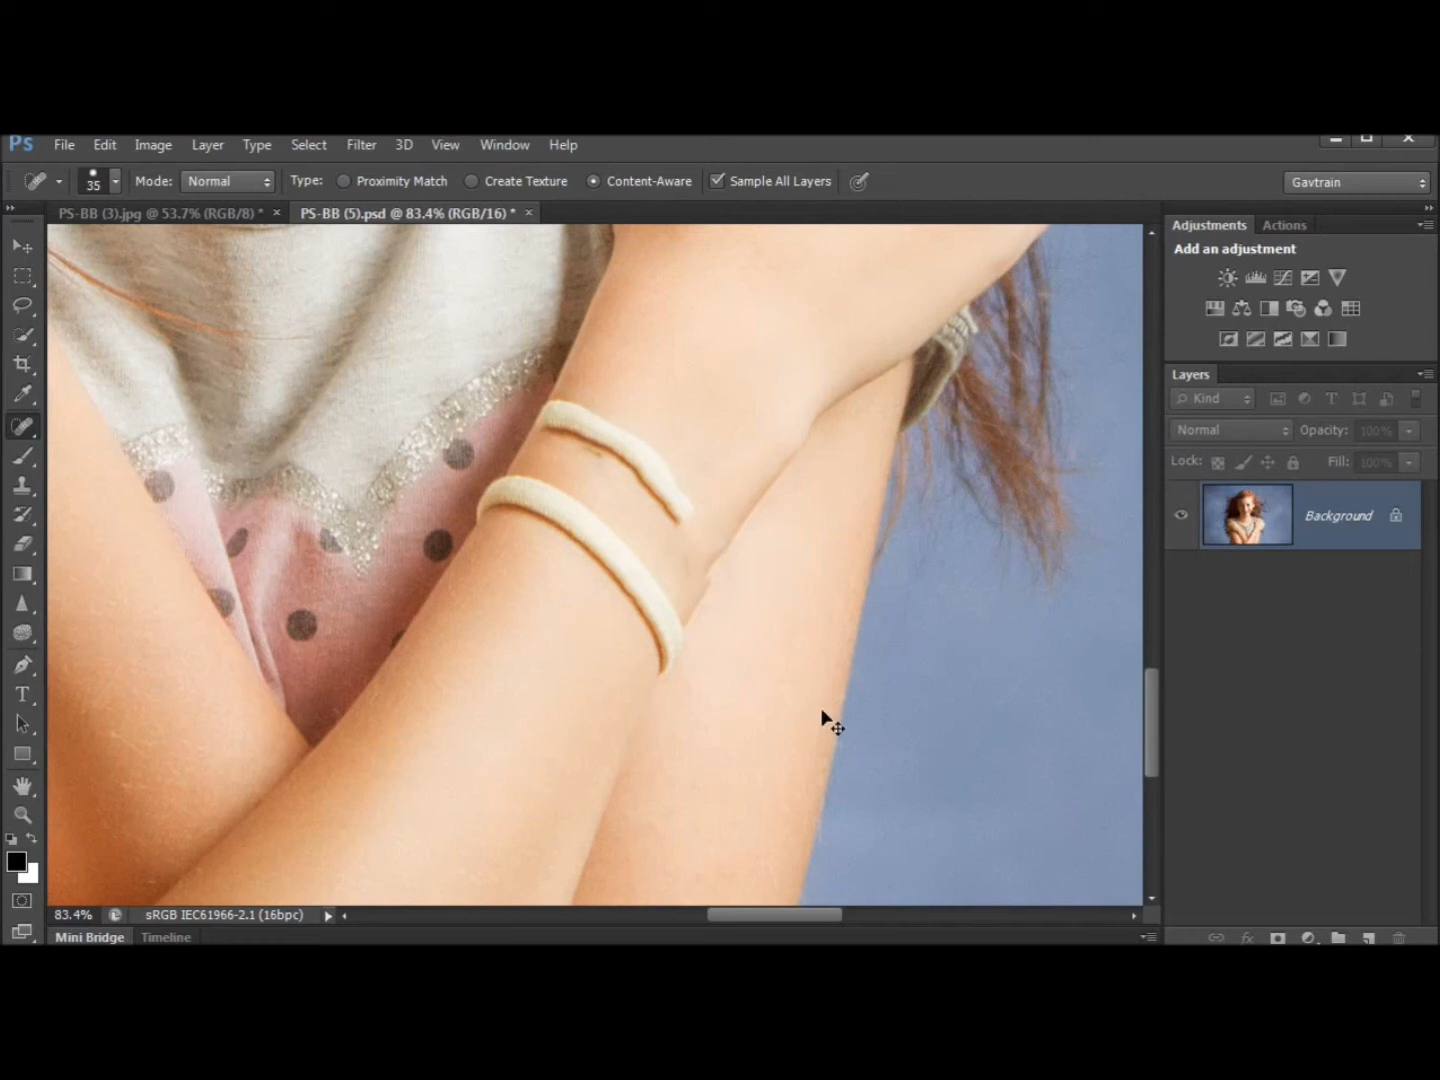 Ps File Edit Image Layer Type Select Filter 3D View Window Help
35 Mode: Normal Type: Proximity Match Create Texture Content-Aware Sample All Layers Gavtrain
PS-BB (3).jpg @ 53.7% (RGB/8) * × PS-BB (5).psd @ 83.4% (RGB/16) * ×
Adjustments Actions
Add an adjustment
Layers
Kind
Normal Opacity: 100%
Lock: Fill: 100%
Background
83.4% sRGB IEC61966-2.1 (16bpc)
Mini Bridge Timeline